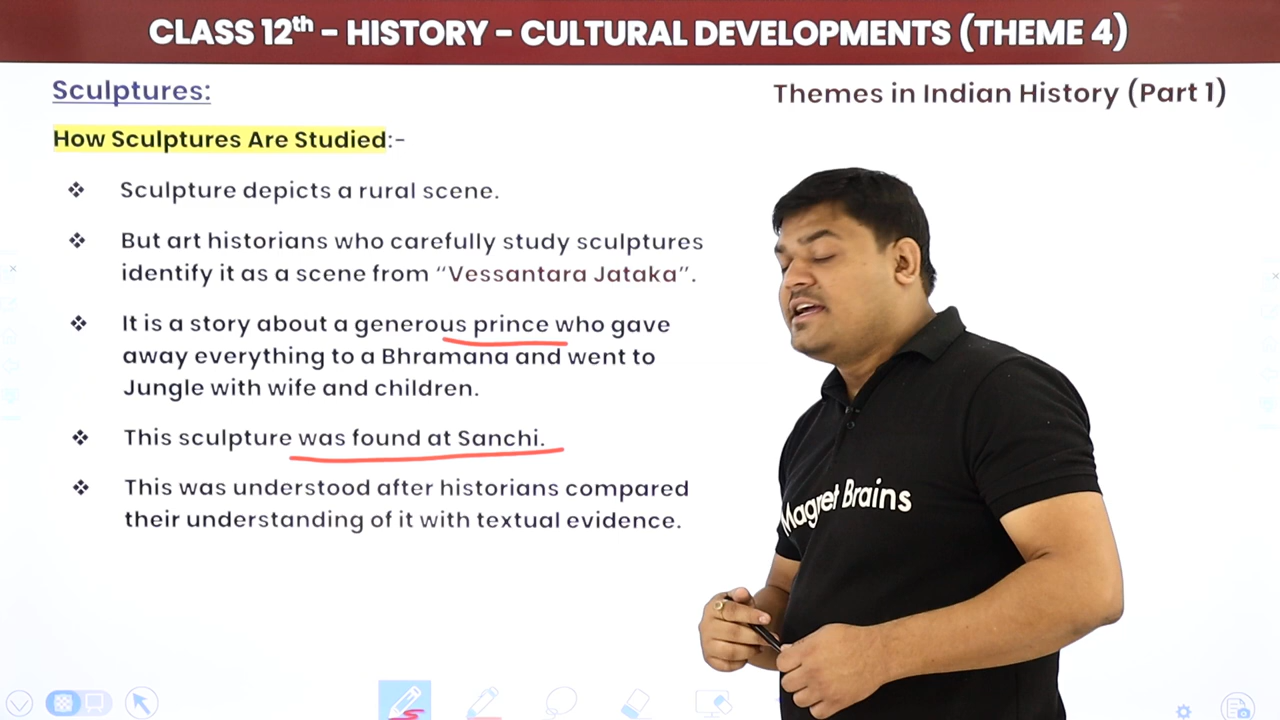 CLASS 12th - HISTORY - CULTURAL DEVELOPMENTS (THEME 4)
Sculptures:
Themes in Indian History (Part 1)
How Sculptures Are Studied:-
❖ Sculpture depicts a rural scene.
❖ But art historians who carefully study sculptures
identify it as a scene from “Vessantara Jataka”.
❖ It is a story about a generous prince who gave
away everything to a Bhramana and went to
Jungle with wife and children.
❖ This sculpture was found at Sanchi.
❖ This was understood after historians compared
their understanding of it with textual evidence.
Magnet Brains